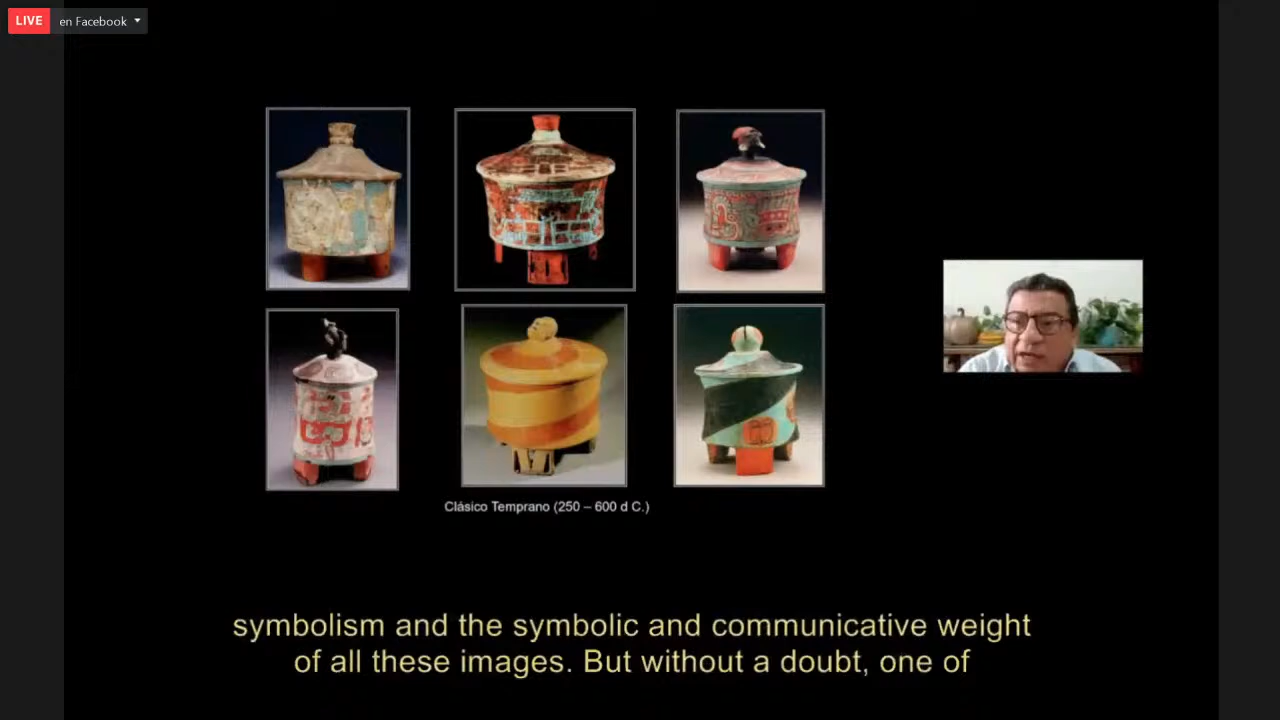 LIVE en Facebook
Clásico Temprano (250 – 600 d C.)
symbolism and the symbolic and communicative weight
of all these images. But without a doubt, one of